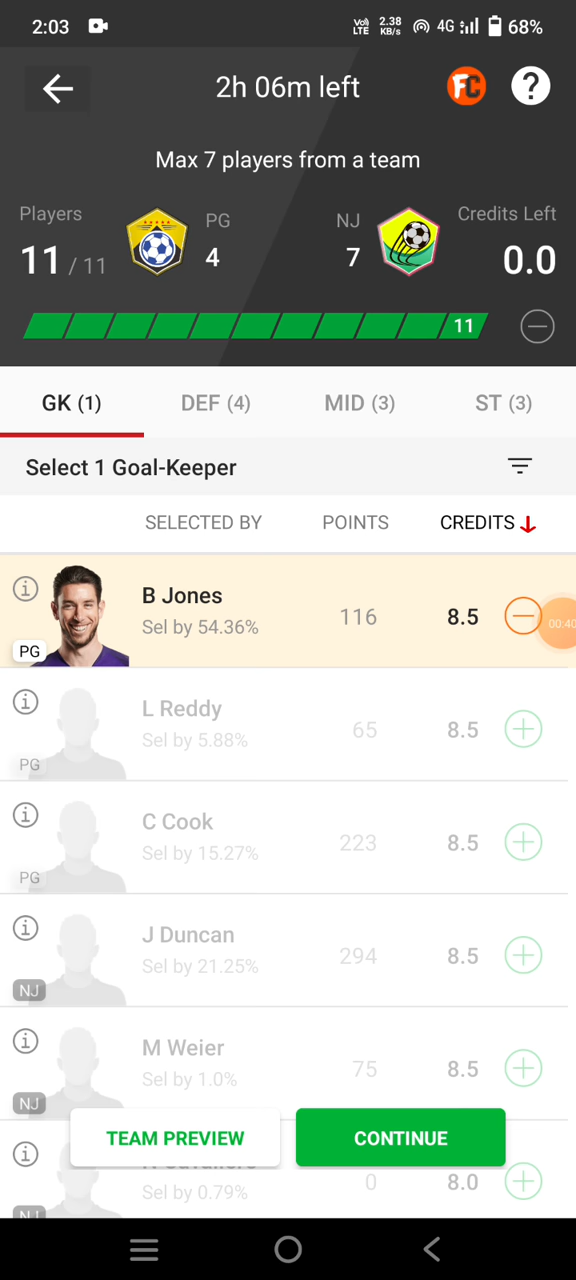 2:03 Vo) LTE 2.38 KB/s 4G 68%
2h 06m left FC ?
Max 7 players from a team
Players PG NJ Credits Left
11 / 11 4 7 0.0
11
GK (1) DEF (4) MID (3) ST (3)
Select 1 Goal-Keeper
SELECTED BY POINTS CREDITS
B Jones
Sel by 54.36% 116 8.5 00:40
PG
L Reddy
Sel by 5.88% 65 8.5
PG
C Cook
Sel by 15.27% 223 8.5
PG
J Duncan
Sel by 21.25% 294 8.5
NJ
M Weier
Sel by 1.0% 75 8.5
NJ
TEAM PREVIEW CONTINUE
Sel by 0.79% 0 8.0
NJ